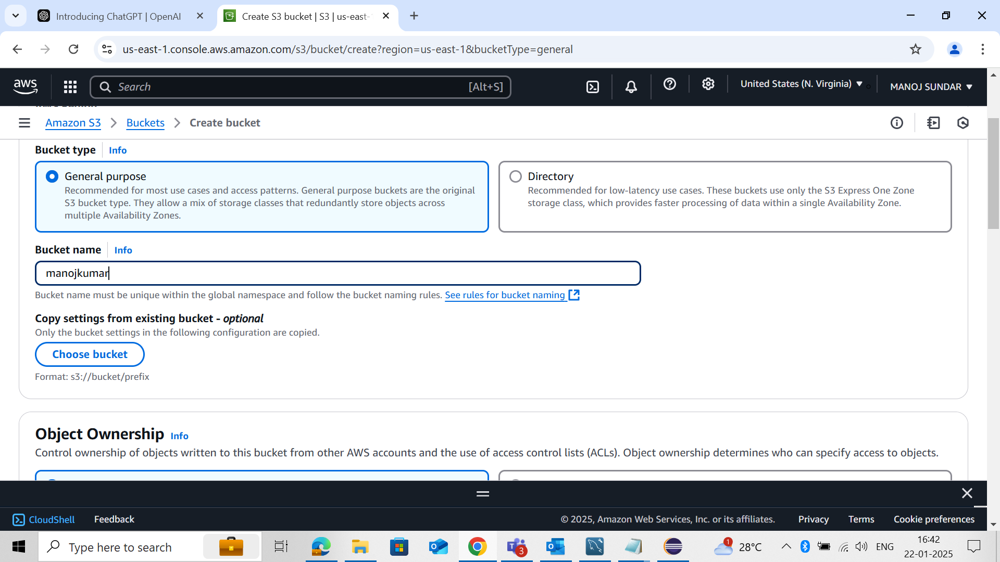 Introducing ChatGPT | OpenAI
Create S3 bucket | S3 | us-east-
us-east-1.console.aws.amazon.com/s3/bucket/create?region=us-east-1&bucketType=general
aws
Search
[Alt+S]
United States (N. Virginia)
MANOJ SUNDAR
Amazon S3
Buckets
Create bucket
Bucket type
Info
General purpose
Recommended for most use cases and access patterns. General purpose buckets are the original
S3 bucket type. They allow a mix of storage classes that redundantly store objects across
multiple Availability Zones.
Directory
Recommended for low-latency use cases. These buckets use only the S3 Express One Zone
storage class, which provides faster processing of data within a single Availability Zone.
Bucket name
Info
manojkumar
Bucket name must be unique within the global namespace and follow the bucket naming rules. See rules for bucket naming
Copy settings from existing bucket - optional
Only the bucket settings in the following configuration are copied.
Choose bucket
Format: s3://bucket/prefix
Object Ownership
Info
Control ownership of objects written to this bucket from other AWS accounts and the use of access control lists (ACLs). Object ownership determines who can specify access to objects.
CloudShell
Feedback
© 2025, Amazon Web Services, Inc. or its affiliates.
Privacy
Terms
Cookie preferences
Type here to search
3
1
28°C
ENG
16:42
22-01-2025